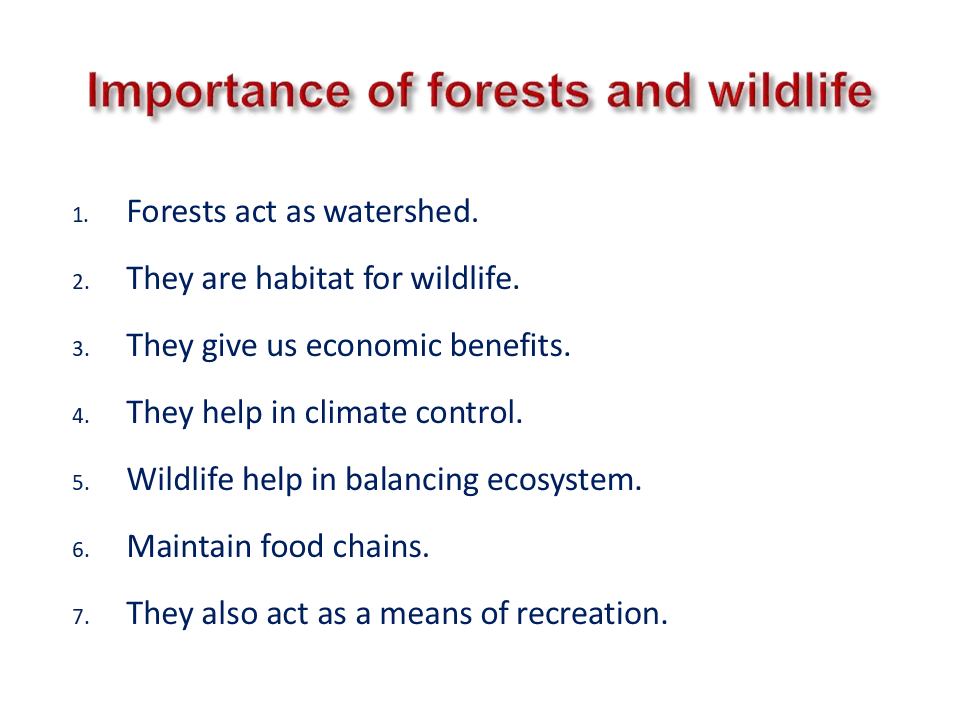 Importance of forests and wildlife
1. Forests act as watershed.
2. They are habitat for wildlife.
3. They give us economic benefits.
4. They help in climate control.
5. Wildlife help in balancing ecosystem.
6. Maintain food chains.
7. They also act as a means of recreation.